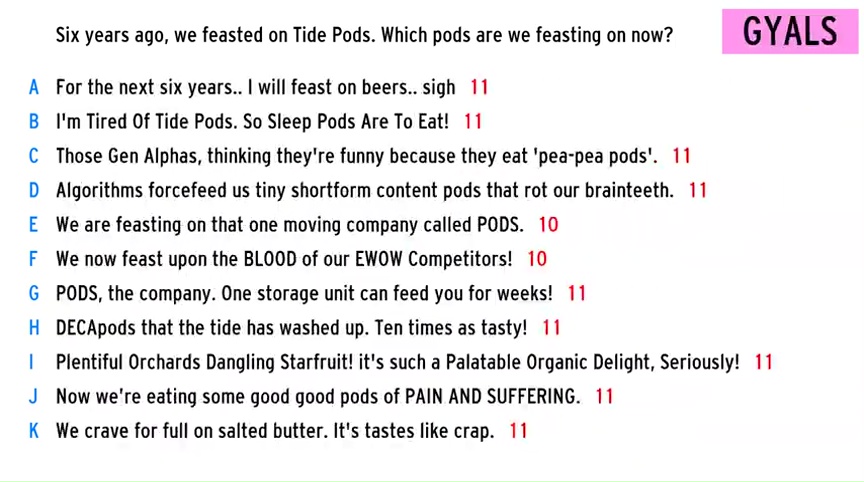 Six years ago, we feasted on Tide Pods. Which pods are we feasting on now?
GYALS
A For the next six years.. I will feast on beers.. sigh 11
B I'm Tired Of Tide Pods. So Sleep Pods Are To Eat! 11
C Those Gen Alphas, thinking they're funny because they eat 'pea-pea pods'. 11
D Algorithms forcefeed us tiny shortform content pods that rot our brainteeth. 11
E We are feasting on that one moving company called PODS. 10
F We now feast upon the BLOOD of our EWOW Competitors! 10
G PODS, the company. One storage unit can feed you for weeks! 11
H DECApods that the tide has washed up. Ten times as tasty! 11
I Plentiful Orchards Dangling Starfruit! it's such a Palatable Organic Delight, Seriously! 11
J Now we're eating some good good pods of PAIN AND SUFFERING. 11
K We crave for full on salted butter. It's tastes like crap. 11